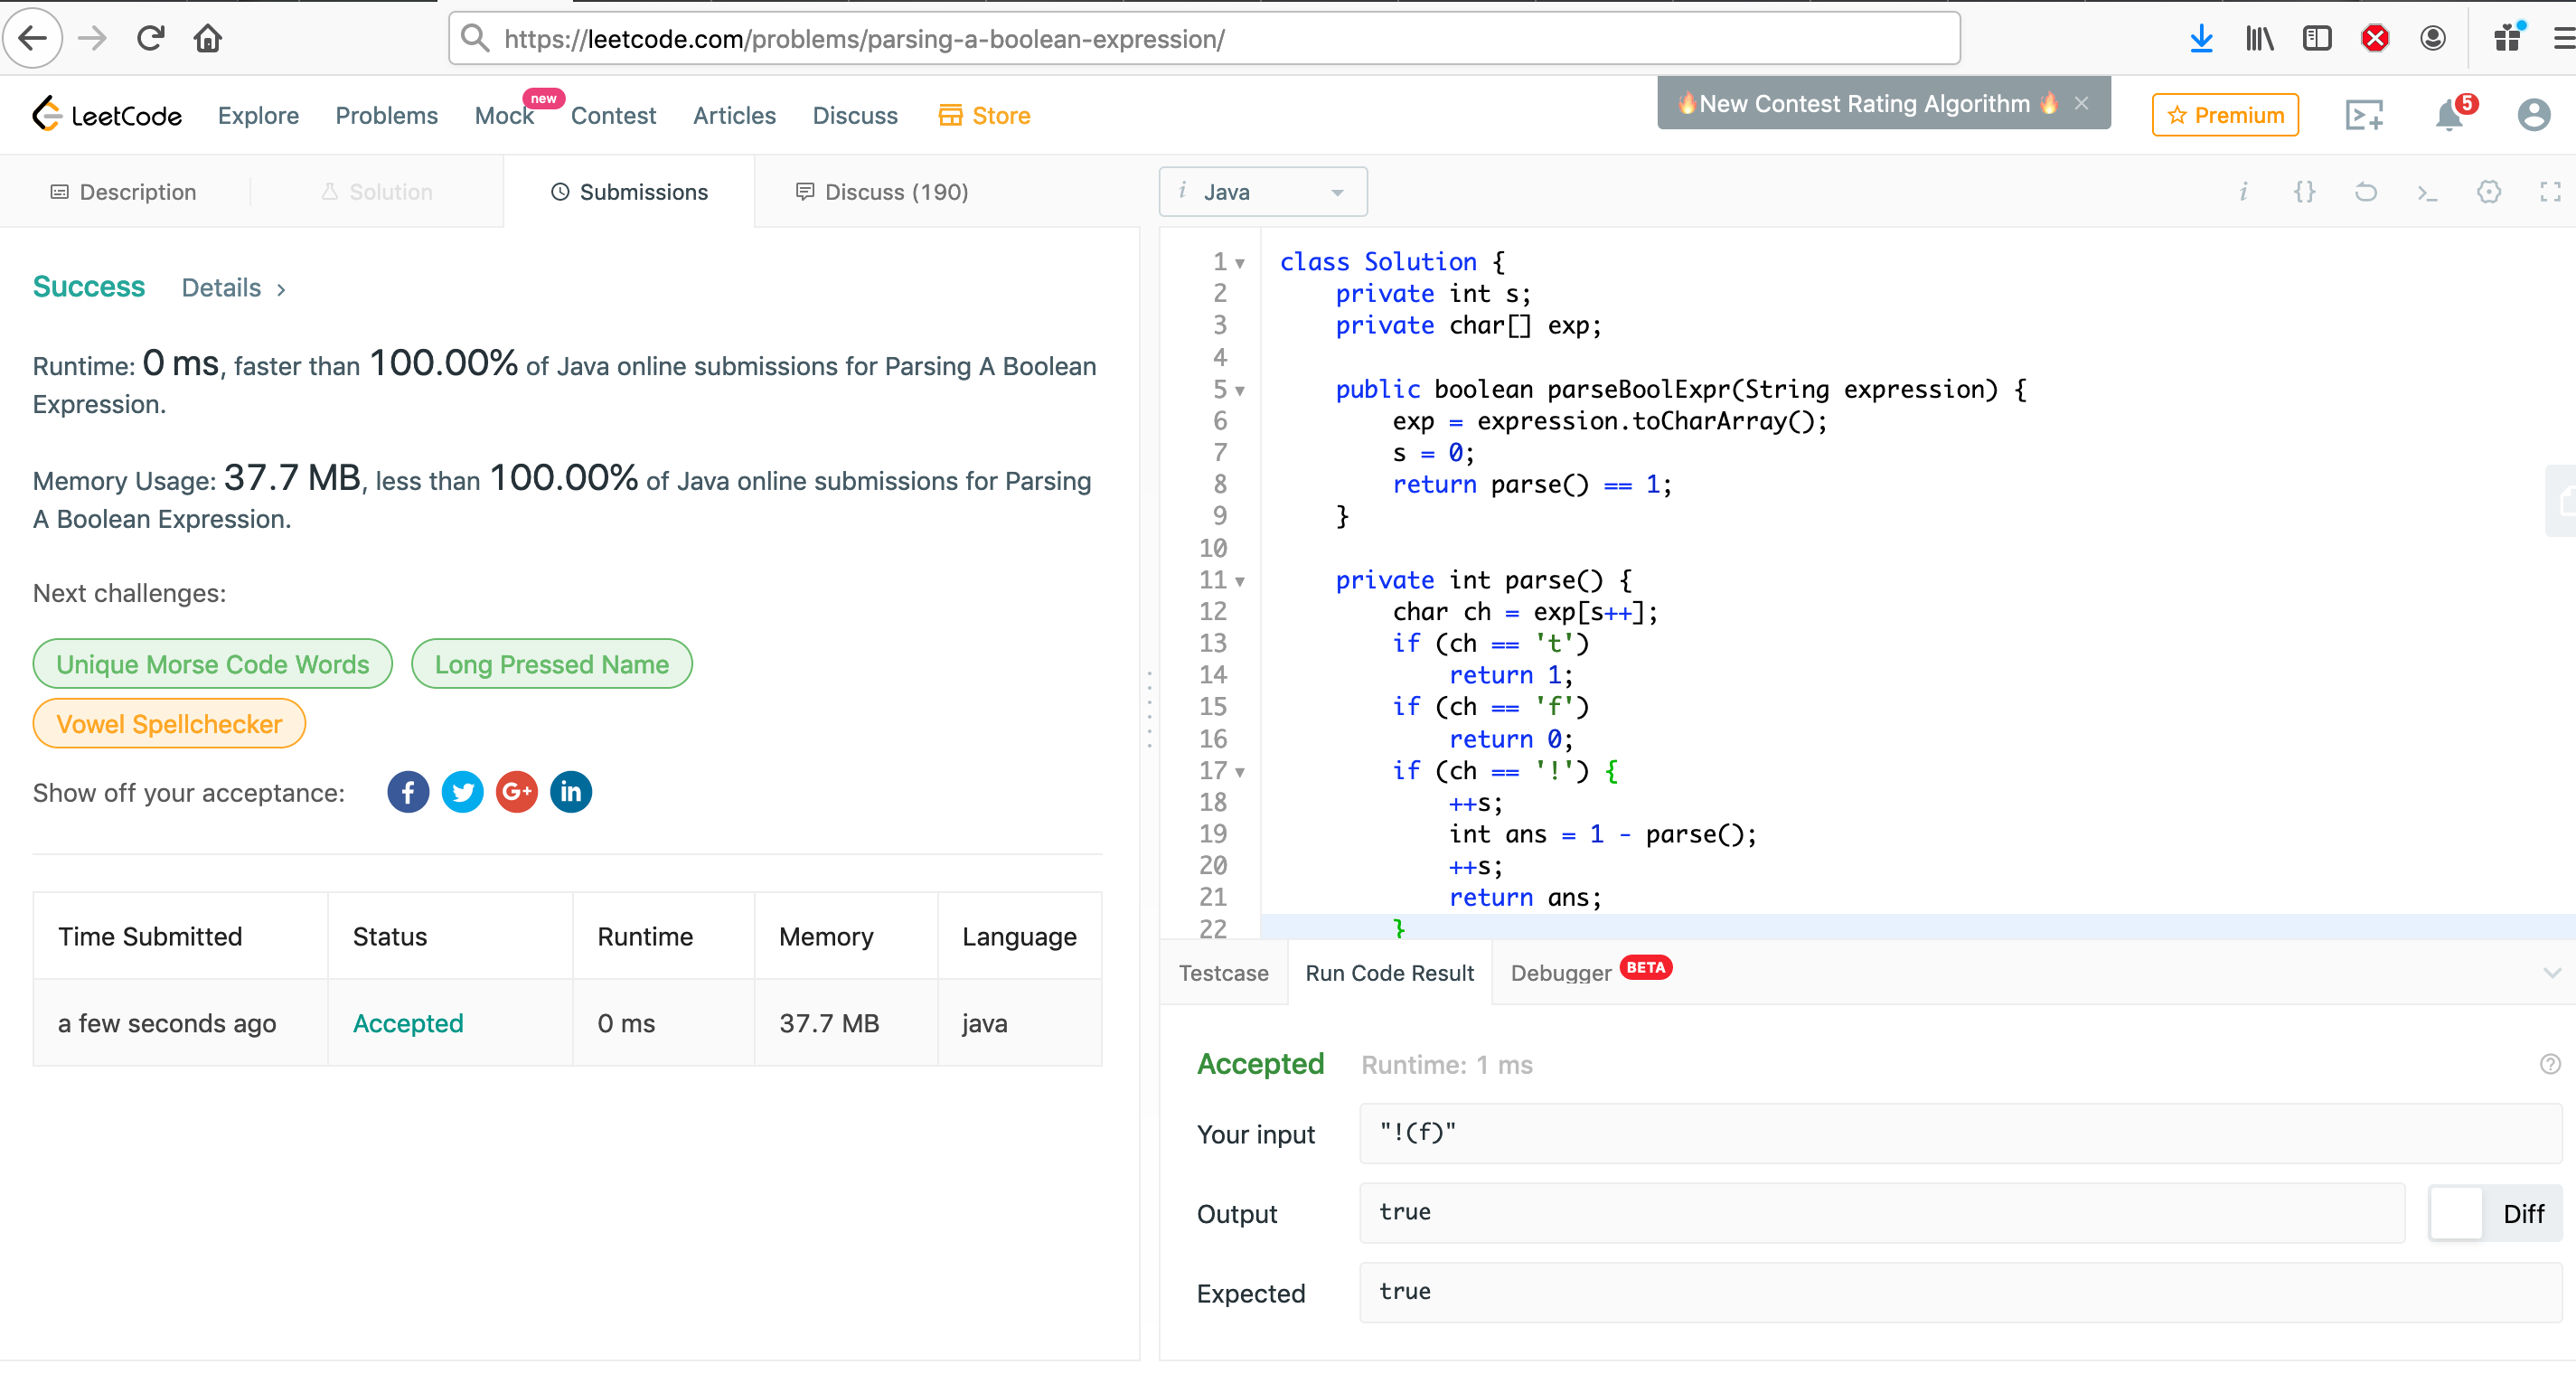 https://leetcode.com/problems/parsing-a-boolean-expression/
LeetCode Explore Problems Mock new Contest Articles Discuss Store
🔥New Contest Rating Algorithm 🔥 ×
Premium
5
Description
Solution
Submissions
Discuss (190)
Success Details >
Runtime: 0 ms, faster than 100.00% of Java online submissions for Parsing A Boolean
Expression.
Memory Usage: 37.7 MB, less than 100.00% of Java online submissions for Parsing
A Boolean Expression.
Next challenges:
Unique Morse Code Words
Long Pressed Name
Vowel Spellchecker
Show off your acceptance: f G+ in
Time Submitted Status Runtime Memory Language
a few seconds ago Accepted 0 ms 37.7 MB java
i Java
i {} >_
1 class Solution {
2     private int s;
3     private char[] exp;
4
5     public boolean parseBoolExpr(String expression) {
6         exp = expression.toCharArray();
7         s = 0;
8         return parse() == 1;
9     }
10
11     private int parse() {
12         char ch = exp[s++];
13         if (ch == 't')
14             return 1;
15         if (ch == 'f')
16             return 0;
17         if (ch == '!') {
18             ++s;
19             int ans = 1 - parse();
20             ++s;
21             return ans;
22         }
Testcase Run Code Result Debugger BETA
Accepted Runtime: 1 ms ?
Your input "!(f)"
Output true Diff
Expected true